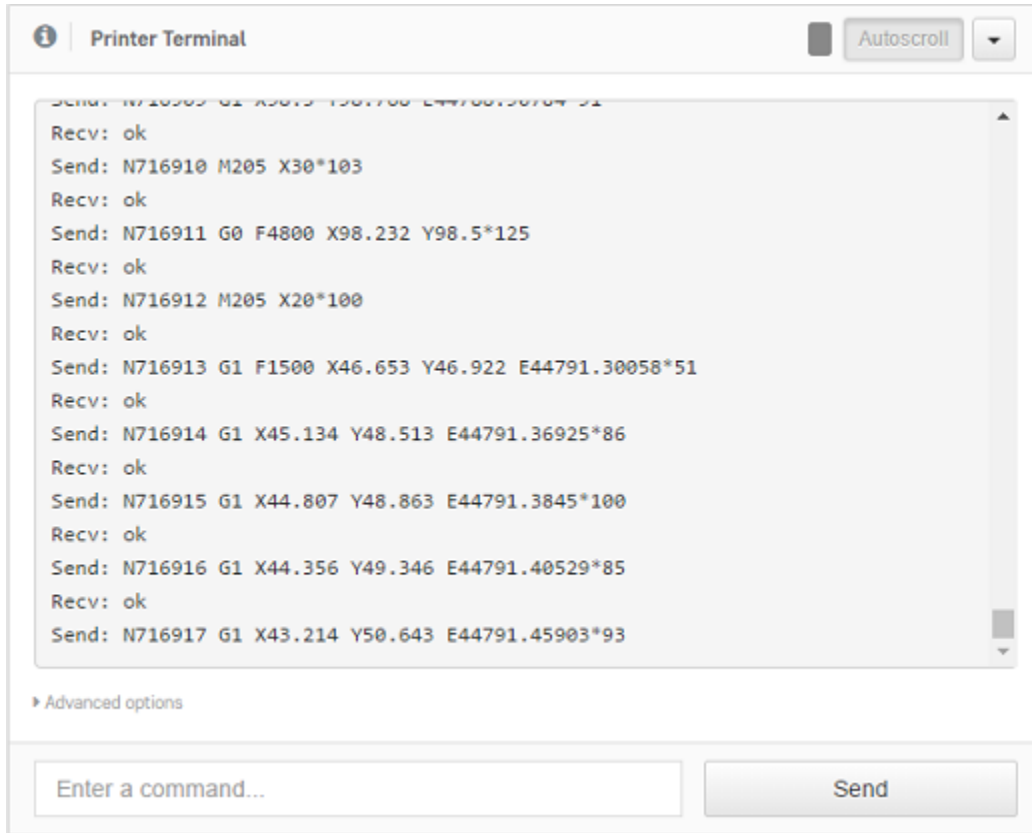 Printer Terminal
Autoscroll
Recv: ok
Send: N716910 M205 X30*103
Recv: ok
Send: N716911 G0 F4800 X98.232 Y98.5*125
Recv: ok
Send: N716912 M205 X20*100
Recv: ok
Send: N716913 G1 F1500 X46.653 Y46.922 E44791.30058*51
Recv: ok
Send: N716914 G1 X45.134 Y48.513 E44791.36925*86
Recv: ok
Send: N716915 G1 X44.807 Y48.863 E44791.3845*100
Recv: ok
Send: N716916 G1 X44.356 Y49.346 E44791.40529*85
Recv: ok
Send: N716917 G1 X43.214 Y50.643 E44791.45903*93
Advanced options
Enter a command...
Send